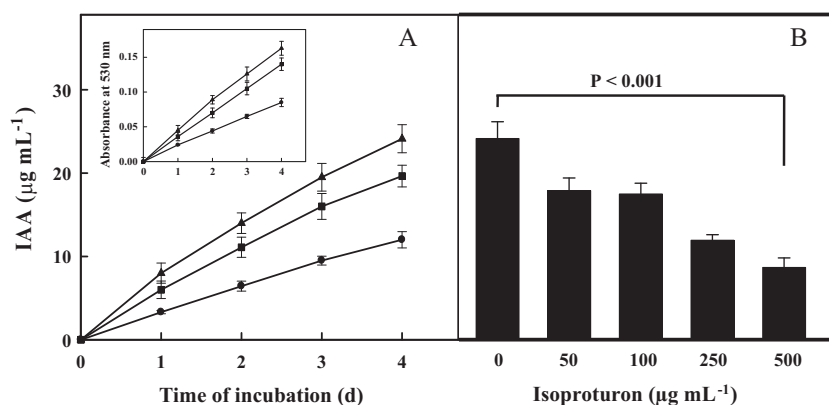 A
B
Absorbance at 530 nm
0.15
0.10
0.05
0.00
0 1 2 3 4
P < 0.001
IAA (µg mL⁻¹)
30
20
10
0
0 1 2 3 4
0 50 100 250 500
Time of incubation (d)
Isoproturon (µg mL⁻¹)